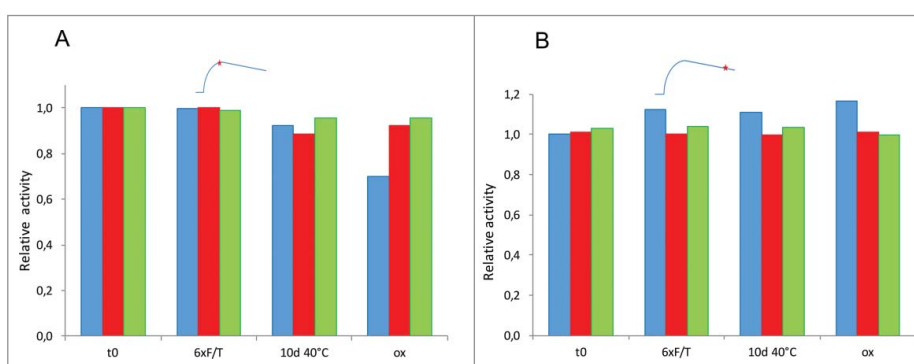 A
Relative activity
1,0
0,8
0,6
0,4
0,2
0,0
t0 6xF/T 10d 40°C ox
B
Relative activity
1,2
1,0
0,8
0,6
0,4
0,2
0,0
t0 6xF/T 10d 40°C ox